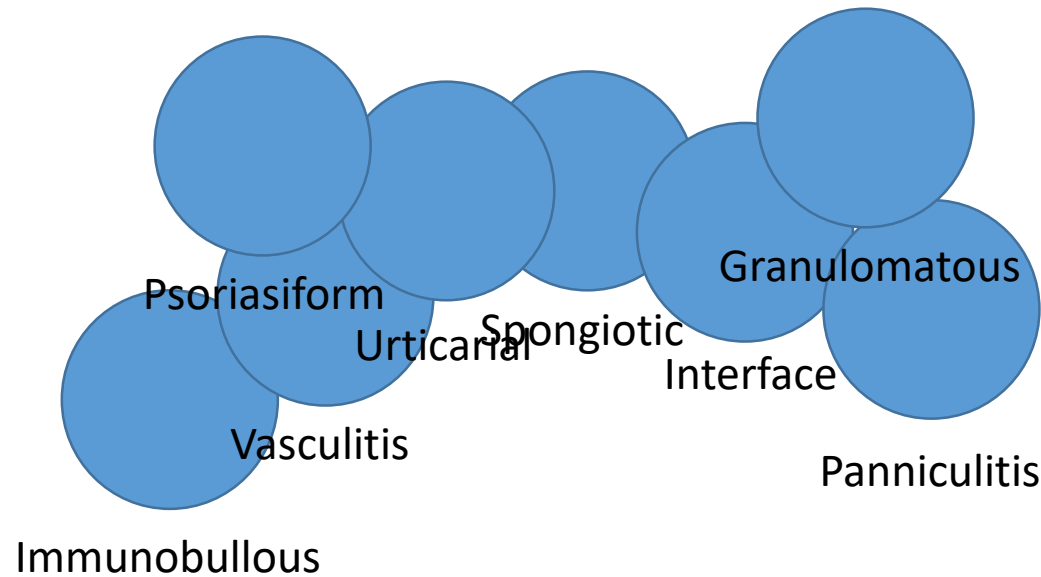 Granulomatous
Psoriasiform
Spongiotic
Urticarial
Interface
Vasculitis
Panniculitis
Immunobullous